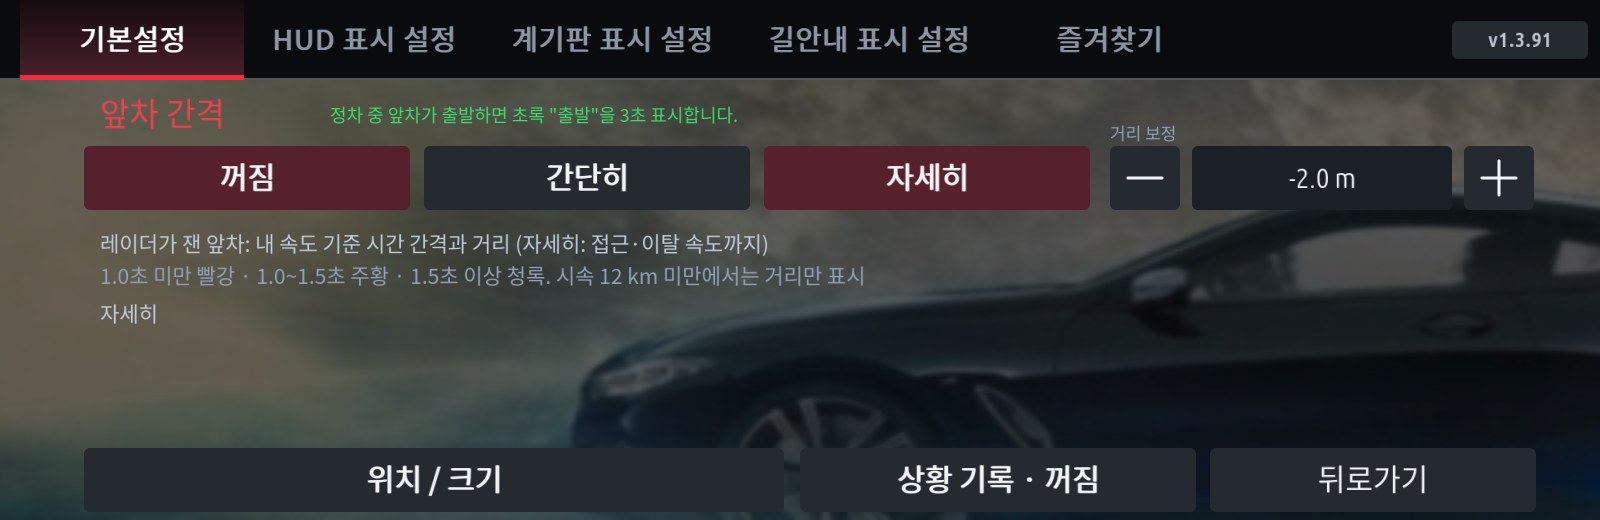 기본설정
HUD 표시 설정
계기판 표시 설정
길안내 표시 설정
즐겨찾기
v1.3.91
앞차 간격
정차 중 앞차가 출발하면 초록 "출발"을 3초 표시합니다.
거리 보정
꺼짐
간단히
자세히
-2.0 m
레이더가 잰 앞차: 내 속도 기준 시간 간격과 거리 (자세히: 접근·이탈 속도까지)
1.0초 미만 빨강 · 1.0~1.5초 주황 · 1.5초 이상 청록. 시속 12 km 미만에서는 거리만 표시
자세히
위치 / 크기
상황 기록 · 꺼짐
뒤로가기